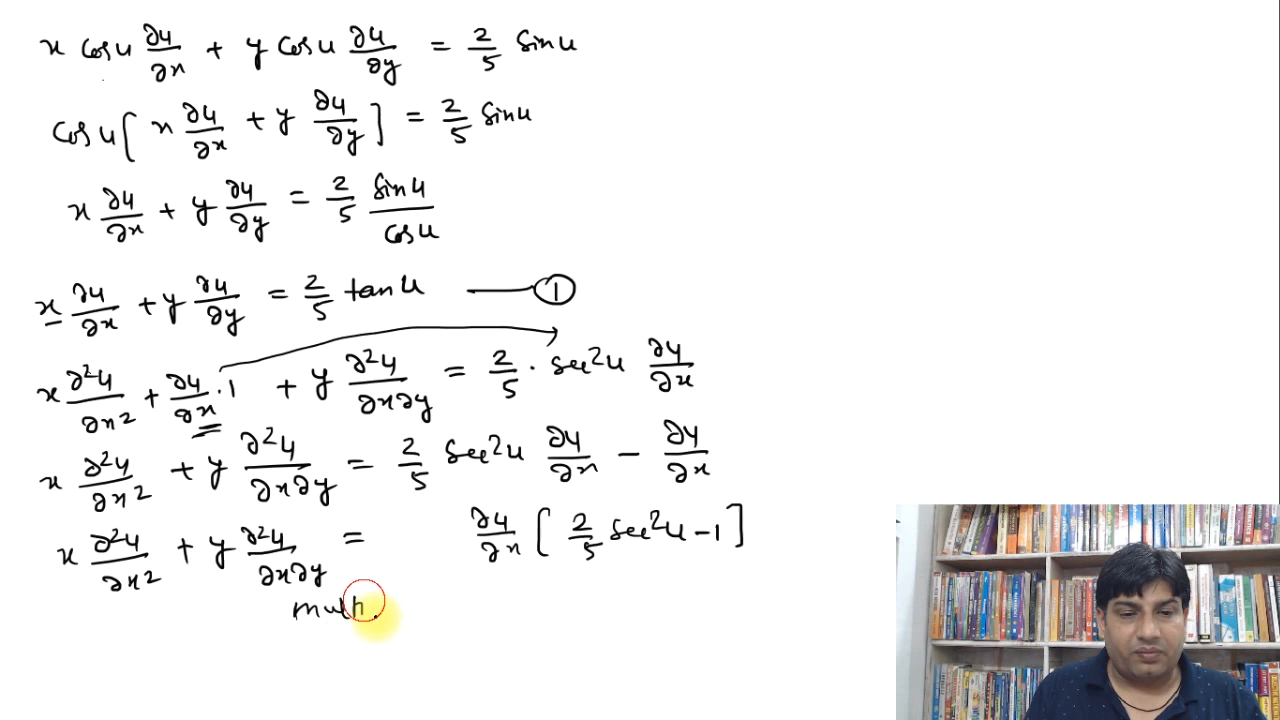 x cos u ∂u/∂x + y cos u ∂u/∂y = 2/5 sin u
cos u [ x ∂u/∂x + y ∂u/∂y ] = 2/5 sin u
x ∂u/∂x + y ∂u/∂y = 2/5 sin u/cos u
x ∂u/∂x + y ∂u/∂y = 2/5 tan u — ①
x ∂²u/∂x² + ∂u/∂x · 1 + y ∂²u/∂x∂y = 2/5 · sec²u ∂u/∂x
x ∂²u/∂x² + y ∂²u/∂x∂y = 2/5 sec²u ∂u/∂x − ∂u/∂x
x ∂²u/∂x² + y ∂²u/∂x∂y = ∂u/∂x [ 2/5 sec²u − 1 ]
mult.